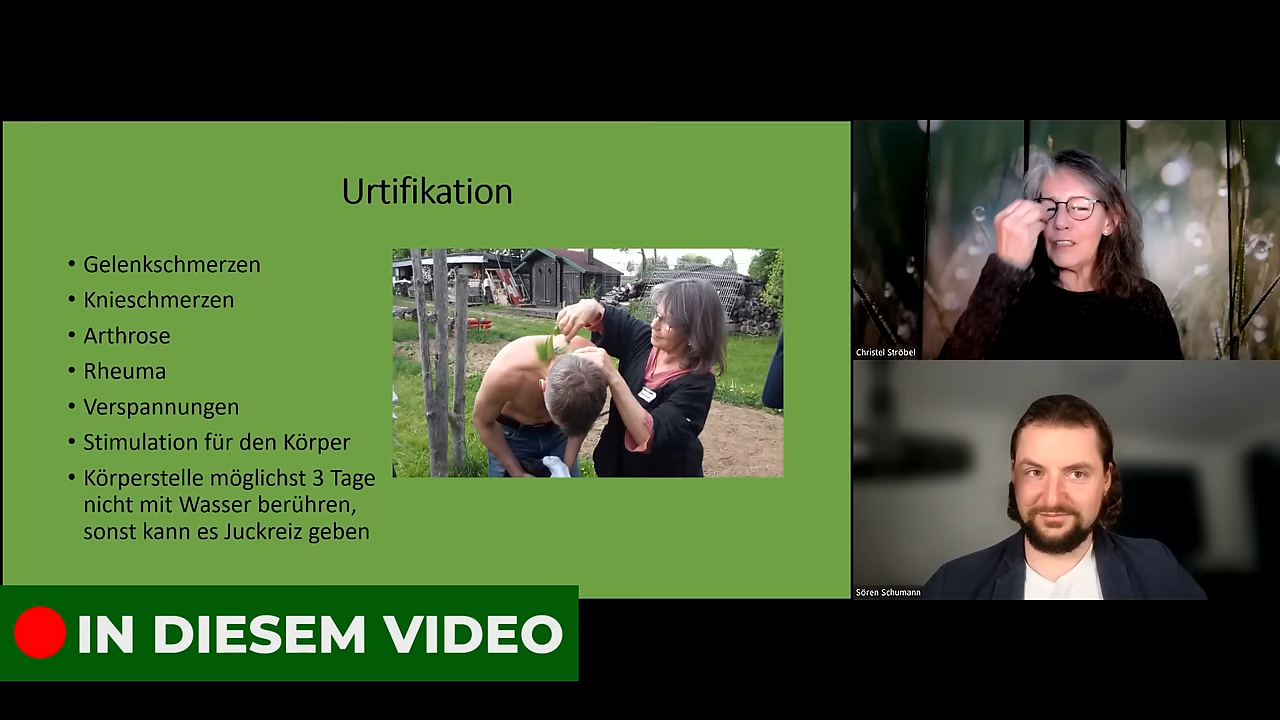 Urtifikation
• Gelenkschmerzen
• Knieschmerzen
• Arthrose
• Rheuma
• Verspannungen
• Stimulation für den Körper
• Körperstelle möglichst 3 Tage
nicht mit Wasser berühren,
sonst kann es Juckreiz geben
Christel Ströbel
Sören Schumann
IN DIESEM VIDEO